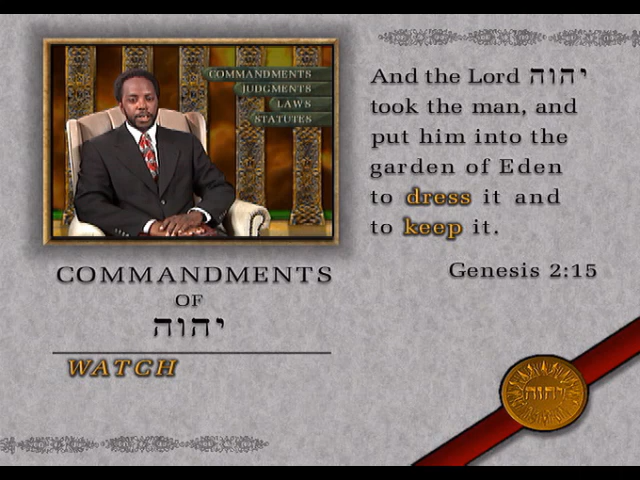 COMMANDMENTS
JUDGMENTS
LAWS
STATUTES
And the Lord יהוה
took the man, and
put him into the
garden of Eden
to dress it and
to keep it.
Genesis 2:15
COMMANDMENTS
OF
יהוה
WATCH
יהוה